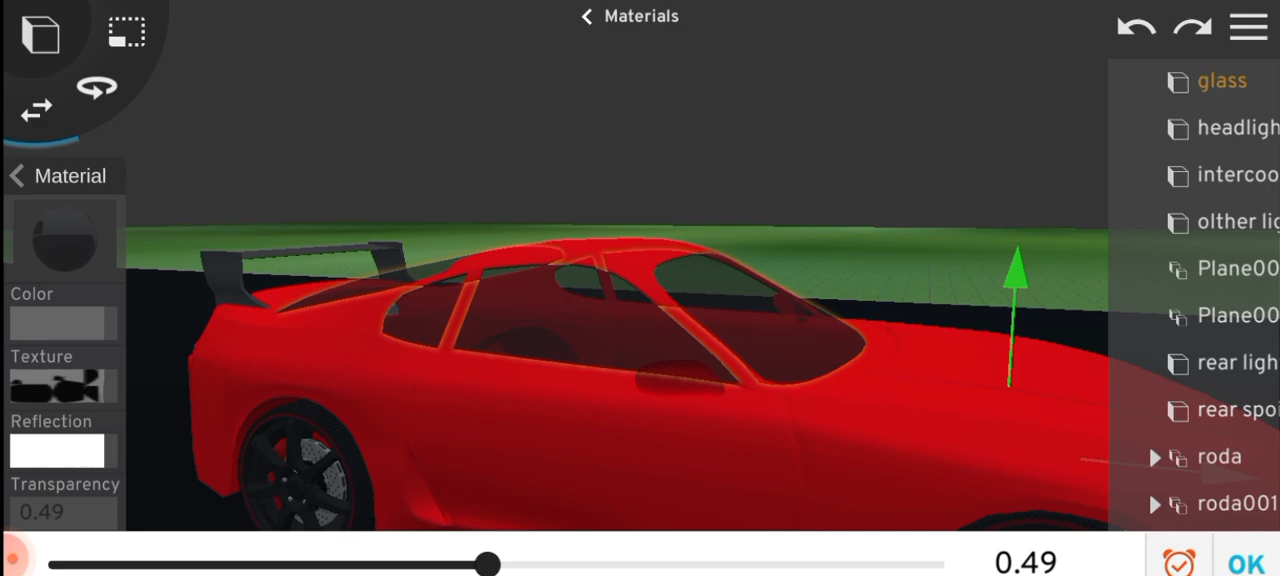 Materials
Material
Color
Texture
Reflection
Transparency
0.49
glass
headligh
intercoo
olther lig
Plane00
Plane00
rear ligh
rear spoi
roda
roda001
0.49
OK